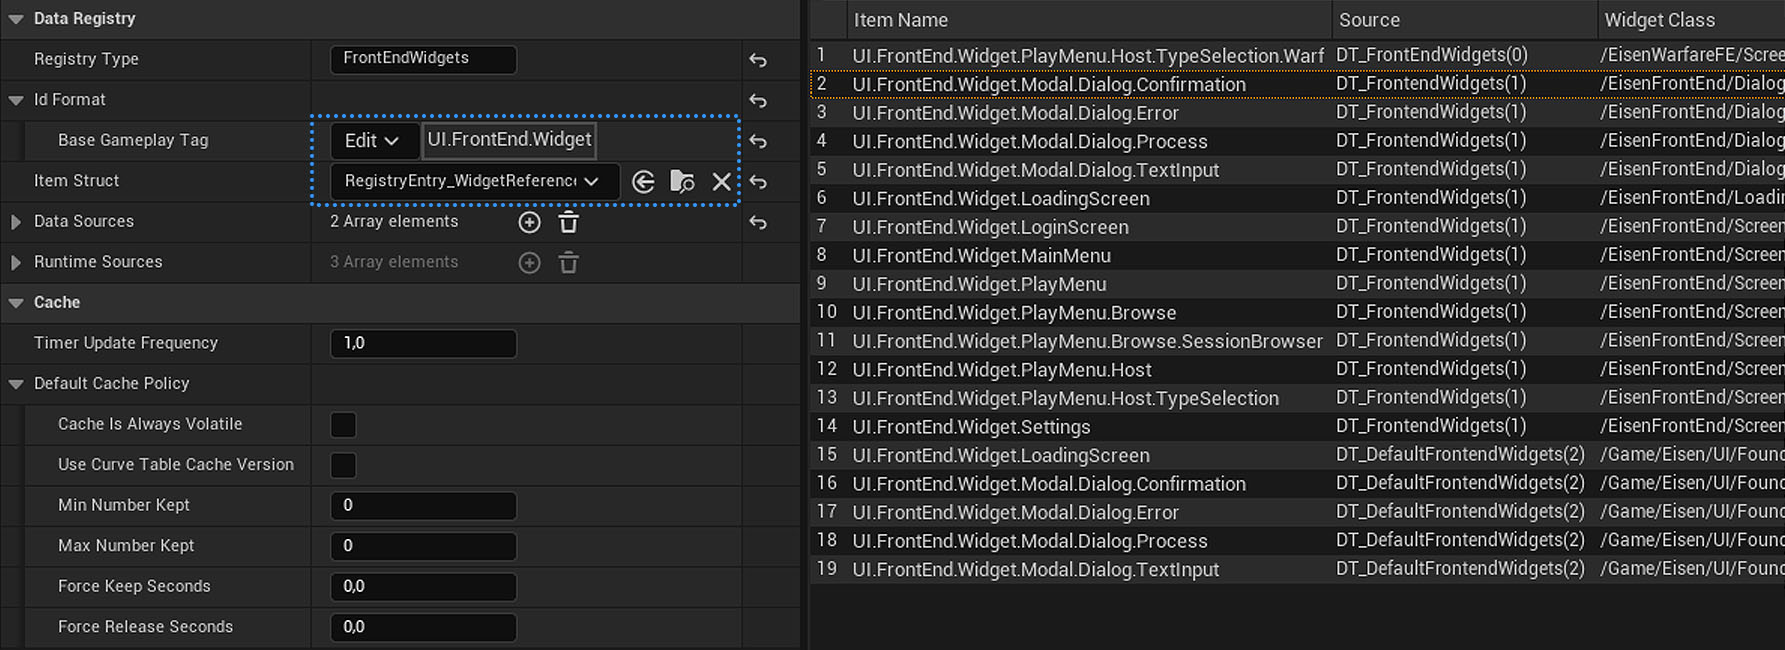 Data Registry
Registry Type FrontEndWidgets
Id Format
Base Gameplay Tag Edit UI.FrontEnd.Widget
Item Struct RegistryEntry_WidgetReference
Data Sources 2 Array elements
Runtime Sources 3 Array elements
Cache
Timer Update Frequency 1,0
Default Cache Policy
Cache Is Always Volatile
Use Curve Table Cache Version
Min Number Kept 0
Max Number Kept 0
Force Keep Seconds 0,0
Force Release Seconds 0,0
Item Name Source Widget Class
1 UI.FrontEnd.Widget.PlayMenu.Host.TypeSelection.Warf DT_FrontEndWidgets(0) /EisenWarfareFE/Scree
2 UI.FrontEnd.Widget.Modal.Dialog.Confirmation DT_FrontendWidgets(1) /EisenFrontEnd/Dialog
3 UI.FrontEnd.Widget.Modal.Dialog.Error DT_FrontendWidgets(1) /EisenFrontEnd/Dialog
4 UI.FrontEnd.Widget.Modal.Dialog.Process DT_FrontendWidgets(1) /EisenFrontEnd/Dialog
5 UI.FrontEnd.Widget.Modal.Dialog.TextInput DT_FrontendWidgets(1) /EisenFrontEnd/Dialog
6 UI.FrontEnd.Widget.LoadingScreen DT_FrontendWidgets(1) /EisenFrontEnd/Loadin
7 UI.FrontEnd.Widget.LoginScreen DT_FrontendWidgets(1) /EisenFrontEnd/Screen
8 UI.FrontEnd.Widget.MainMenu DT_FrontendWidgets(1) /EisenFrontEnd/Screen
9 UI.FrontEnd.Widget.PlayMenu DT_FrontendWidgets(1) /EisenFrontEnd/Screen
10 UI.FrontEnd.Widget.PlayMenu.Browse DT_FrontendWidgets(1) /EisenFrontEnd/Screen
11 UI.FrontEnd.Widget.PlayMenu.Browse.SessionBrowser DT_FrontendWidgets(1) /EisenFrontEnd/Screen
12 UI.FrontEnd.Widget.PlayMenu.Host DT_FrontendWidgets(1) /EisenFrontEnd/Screen
13 UI.FrontEnd.Widget.PlayMenu.Host.TypeSelection DT_FrontendWidgets(1) /EisenFrontEnd/Screen
14 UI.FrontEnd.Widget.Settings DT_FrontendWidgets(1) /EisenFrontEnd/Screen
15 UI.FrontEnd.Widget.LoadingScreen DT_DefaultFrontendWidgets(2) /Game/Eisen/UI/Found
16 UI.FrontEnd.Widget.Modal.Dialog.Confirmation DT_DefaultFrontendWidgets(2) /Game/Eisen/UI/Found
17 UI.FrontEnd.Widget.Modal.Dialog.Error DT_DefaultFrontendWidgets(2) /Game/Eisen/UI/Found
18 UI.FrontEnd.Widget.Modal.Dialog.Process DT_DefaultFrontendWidgets(2) /Game/Eisen/UI/Found
19 UI.FrontEnd.Widget.Modal.Dialog.TextInput DT_DefaultFrontendWidgets(2) /Game/Eisen/UI/Found